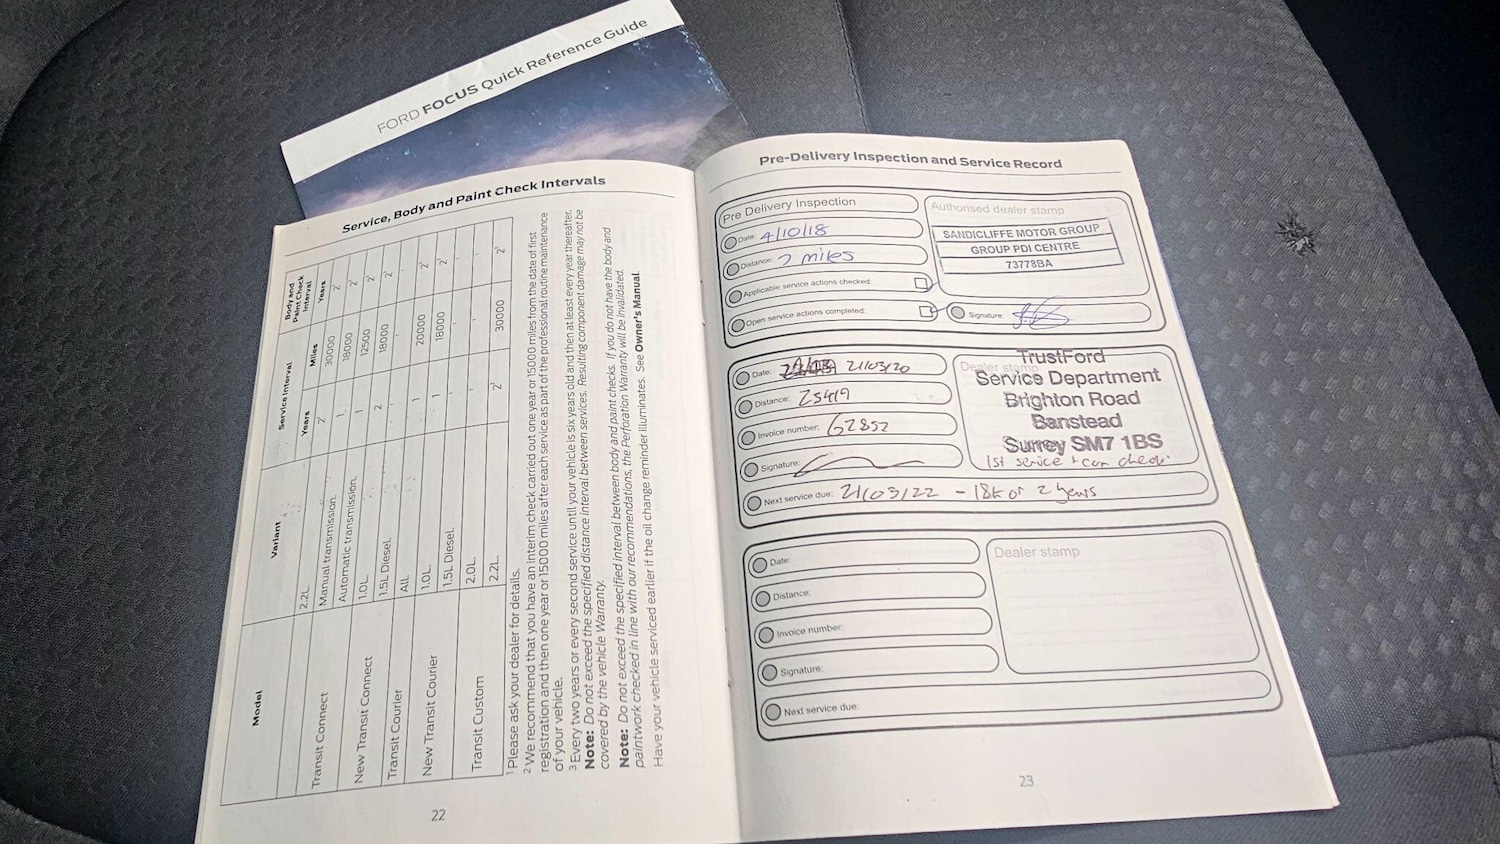 FORD FOCUS Quick Reference Guide
Service, Body and Paint Check Intervals
Model
Variant
Service Interval
Body and Paint Check Interval
Years
Miles
Years
Transit Connect
2.2L
2
30000
2
Manual transmission.
1
18000
2
New Transit Connect
Automatic transmission.
1
12500
2
1.0L
2
18000
2
Transit Courier
1.5L Diesel.
New Transit Courier
All.
1
20000
2
1.0L
1
18000
2
1.5L Diesel.
Transit Custom
2.0L
2.2L
2
30000
2
1 Please ask your dealer for details.
2 We recommend that you have an interim check carried out one year or 15000 miles from the date of first
registration and then one year or 15000 miles after each service as part of the professional routine maintenance
of your vehicle.
3 Every two years or every second service until your vehicle is six years old and then at least every year thereafter.
Note: Do not exceed the specified distance interval between services. Resulting component damage may not be
covered by the vehicle Warranty.
Note: Do not exceed the specified interval between body and paint checks. If you do not have the body and
paintwork checked in line with our recommendations, the Perforation Warranty will be invalidated.
Have your vehicle serviced earlier if the oil change reminder illuminates. See Owner's Manual.
22
Pre-Delivery Inspection and Service Record
Pre Delivery Inspection
Date: 4/10/18
Distance: 7 miles
Applicable service actions checked:
Open service actions completed:
Authorised dealer stamp
SANDICLIFFE MOTOR GROUP
GROUP PDI CENTRE
73778BA
Signature:
Date: 21/03/20
Distance: 25419
Invoice number: 62852
Signature:
Dealer stamp
TrustFord
Service Department
Brighton Road
Banstead
Surrey SM7 1BS
1st service + car check
Next service due: 21/03/22 - 18k or 2 years
Date:
Distance:
Invoice number:
Signature:
Dealer stamp
Next service due:
23